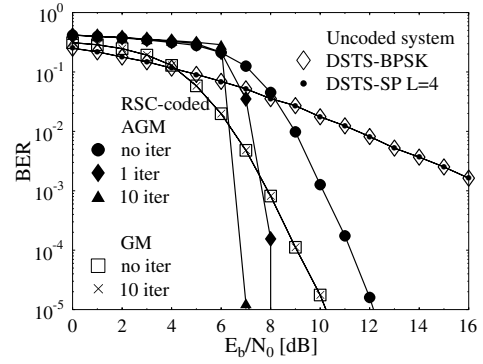 10^0
10^-1
10^-2
10^-3
10^-4
10^-5
BER
Uncoded system
DSTS-BPSK
DSTS-SP L=4
RSC-coded
AGM
no iter
1 iter
10 iter
GM
no iter
10 iter
0 2 4 6 8 10 12 14 16
E_b/N_0 [dB]